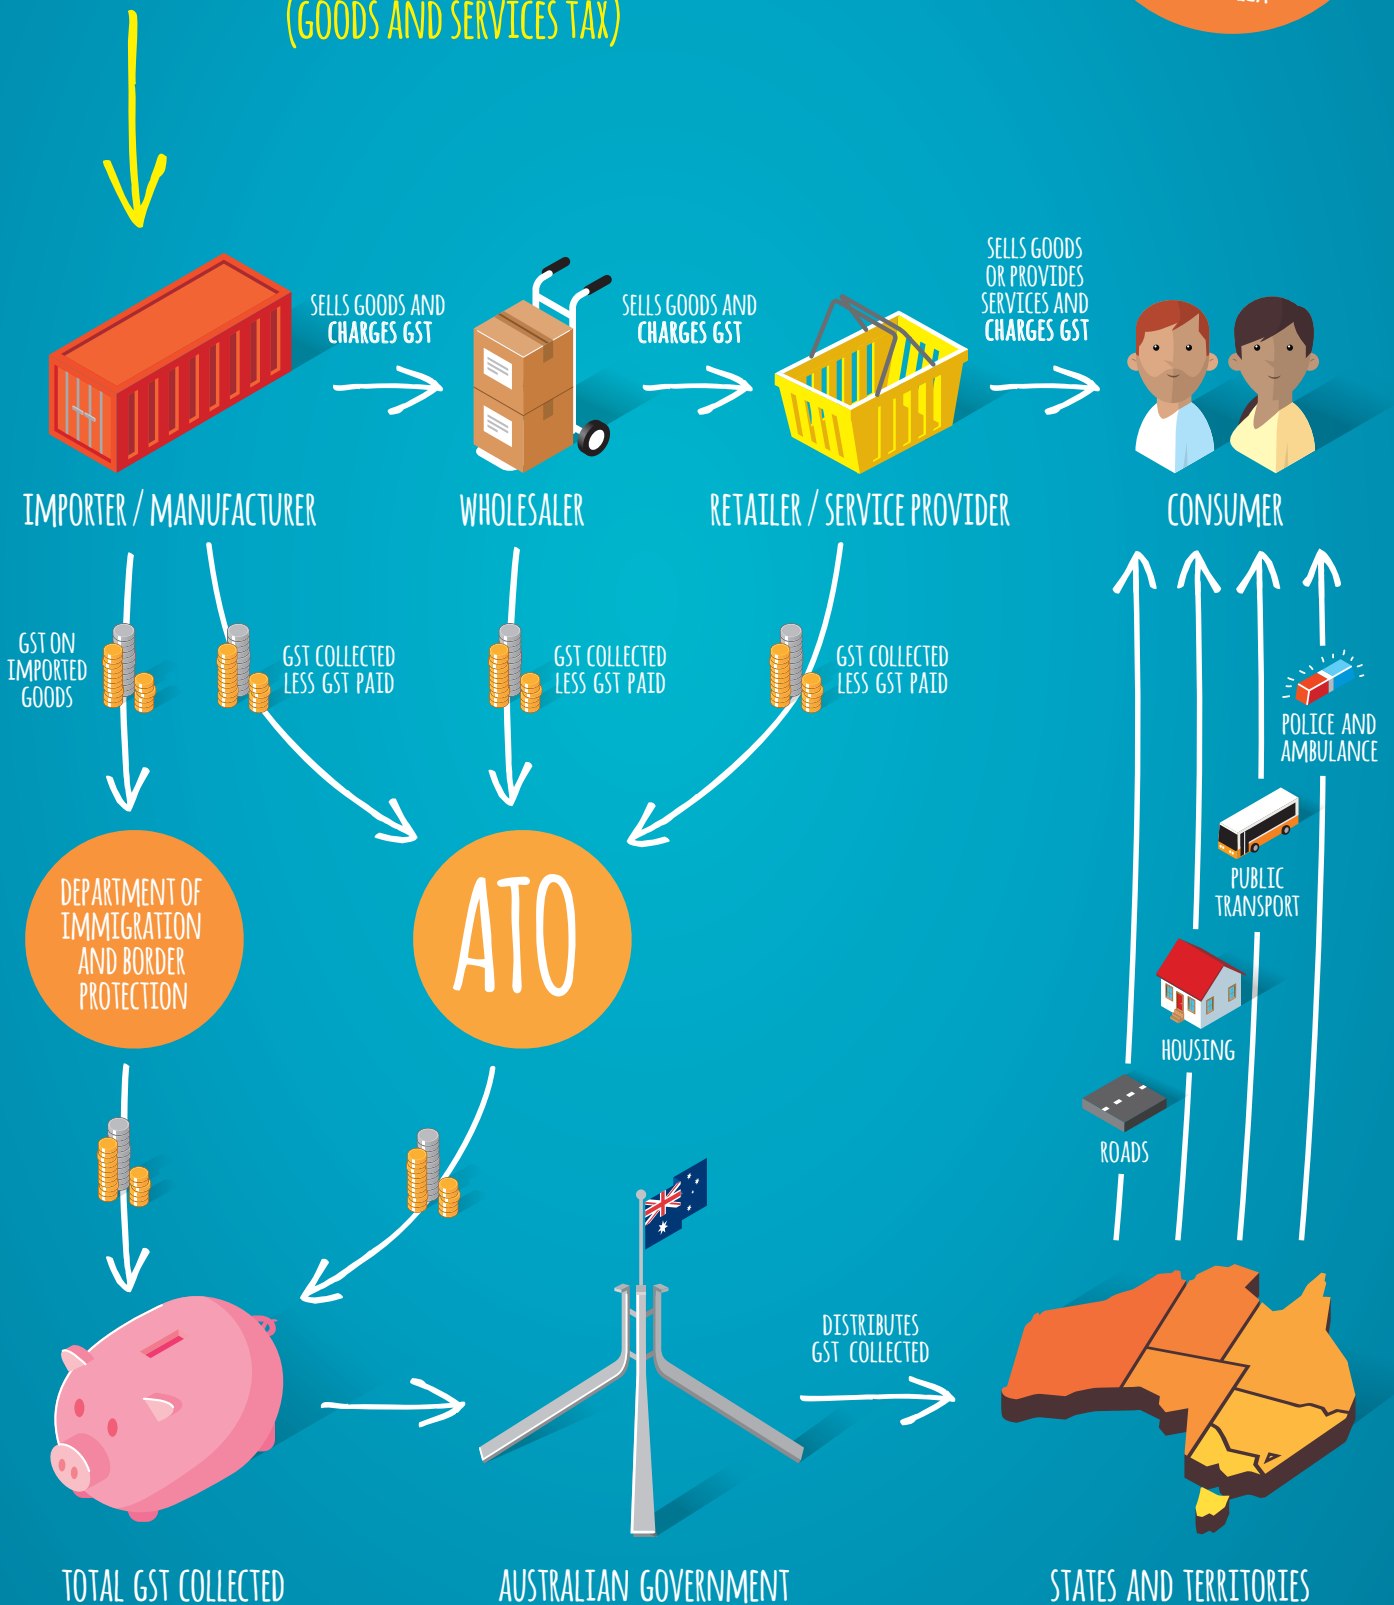 (GOODS AND SERVICES TAX)
SELLS GOODS AND
CHARGES GST
SELLS GOODS AND
CHARGES GST
SELLS GOODS
OR PROVIDES
SERVICES AND
CHARGES GST
IMPORTER / MANUFACTURER
WHOLESALER
RETAILER / SERVICE PROVIDER
CONSUMER
GST ON
IMPORTED
GOODS
GST COLLECTED
LESS GST PAID
GST COLLECTED
LESS GST PAID
GST COLLECTED
LESS GST PAID
POLICE AND
AMBULANCE
PUBLIC
TRANSPORT
HOUSING
ROADS
DEPARTMENT OF
IMMIGRATION
AND BORDER
PROTECTION
ATO
DISTRIBUTES
GST COLLECTED
TOTAL GST COLLECTED
AUSTRALIAN GOVERNMENT
STATES AND TERRITORIES